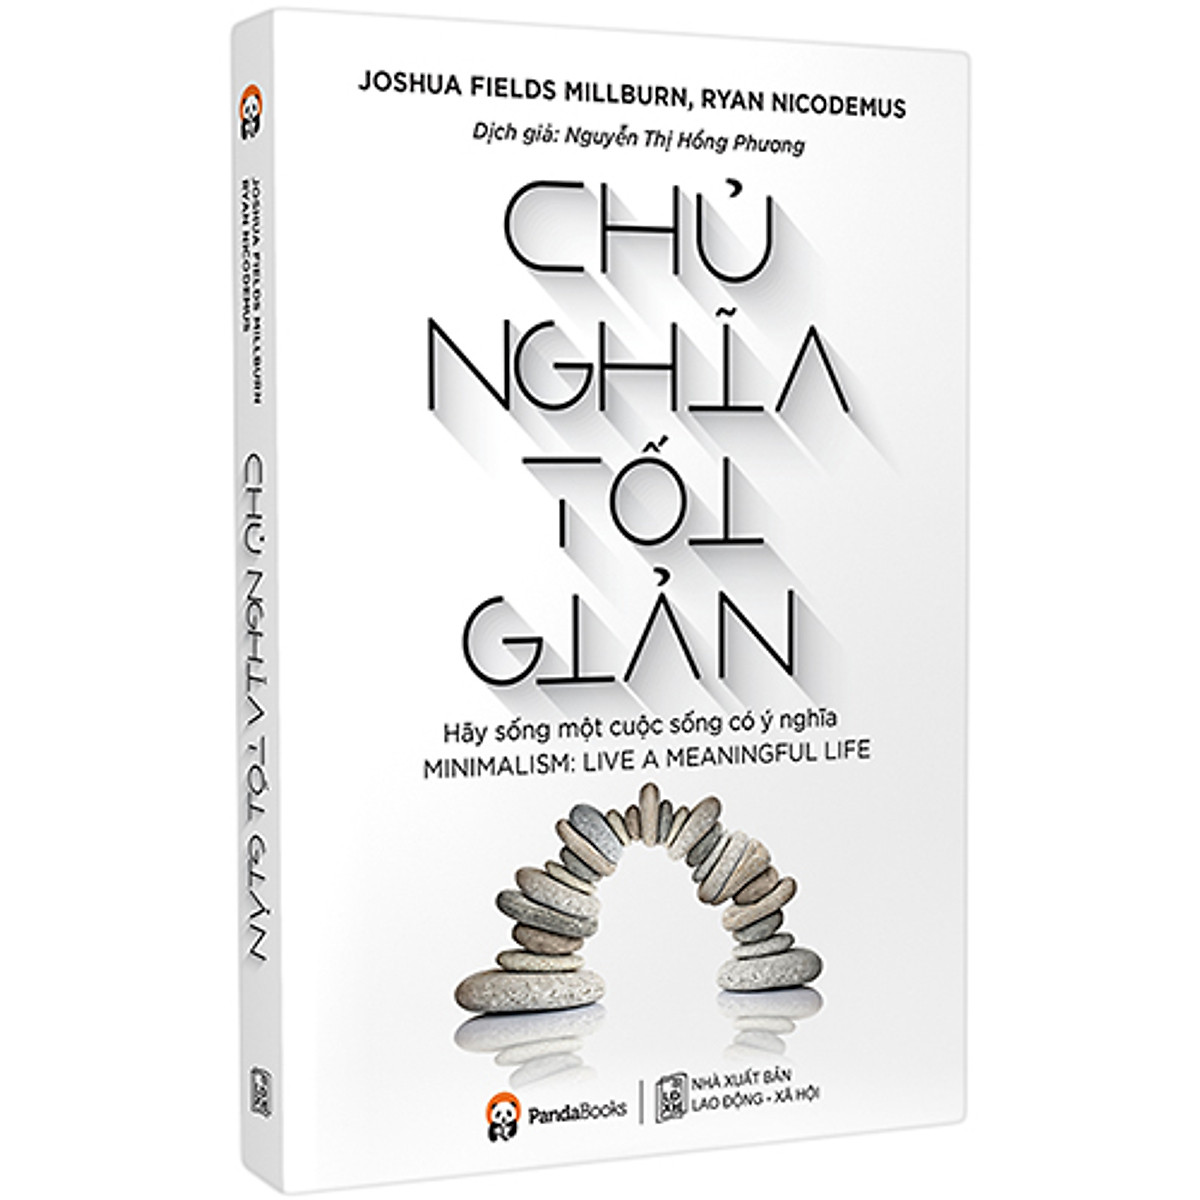 JOSHUA FIELDS MILLBURN, RYAN NICODEMUS
Dịch giả: Nguyễn Thị Hồng Phương
CHỦ
NGHĨA
TỐI
GIẢN
Hãy sống một cuộc sống có ý nghĩa
MINIMALISM: LIVE A MEANINGFUL LIFE
PandaBooks
NHÀ XUẤT BẢN
LAO ĐỘNG - XÃ HỘI
JOSHUA FIELDS MILLBURN
RYAN NICODEMUS
CHỦ NGHĨA TỐI GIẢN